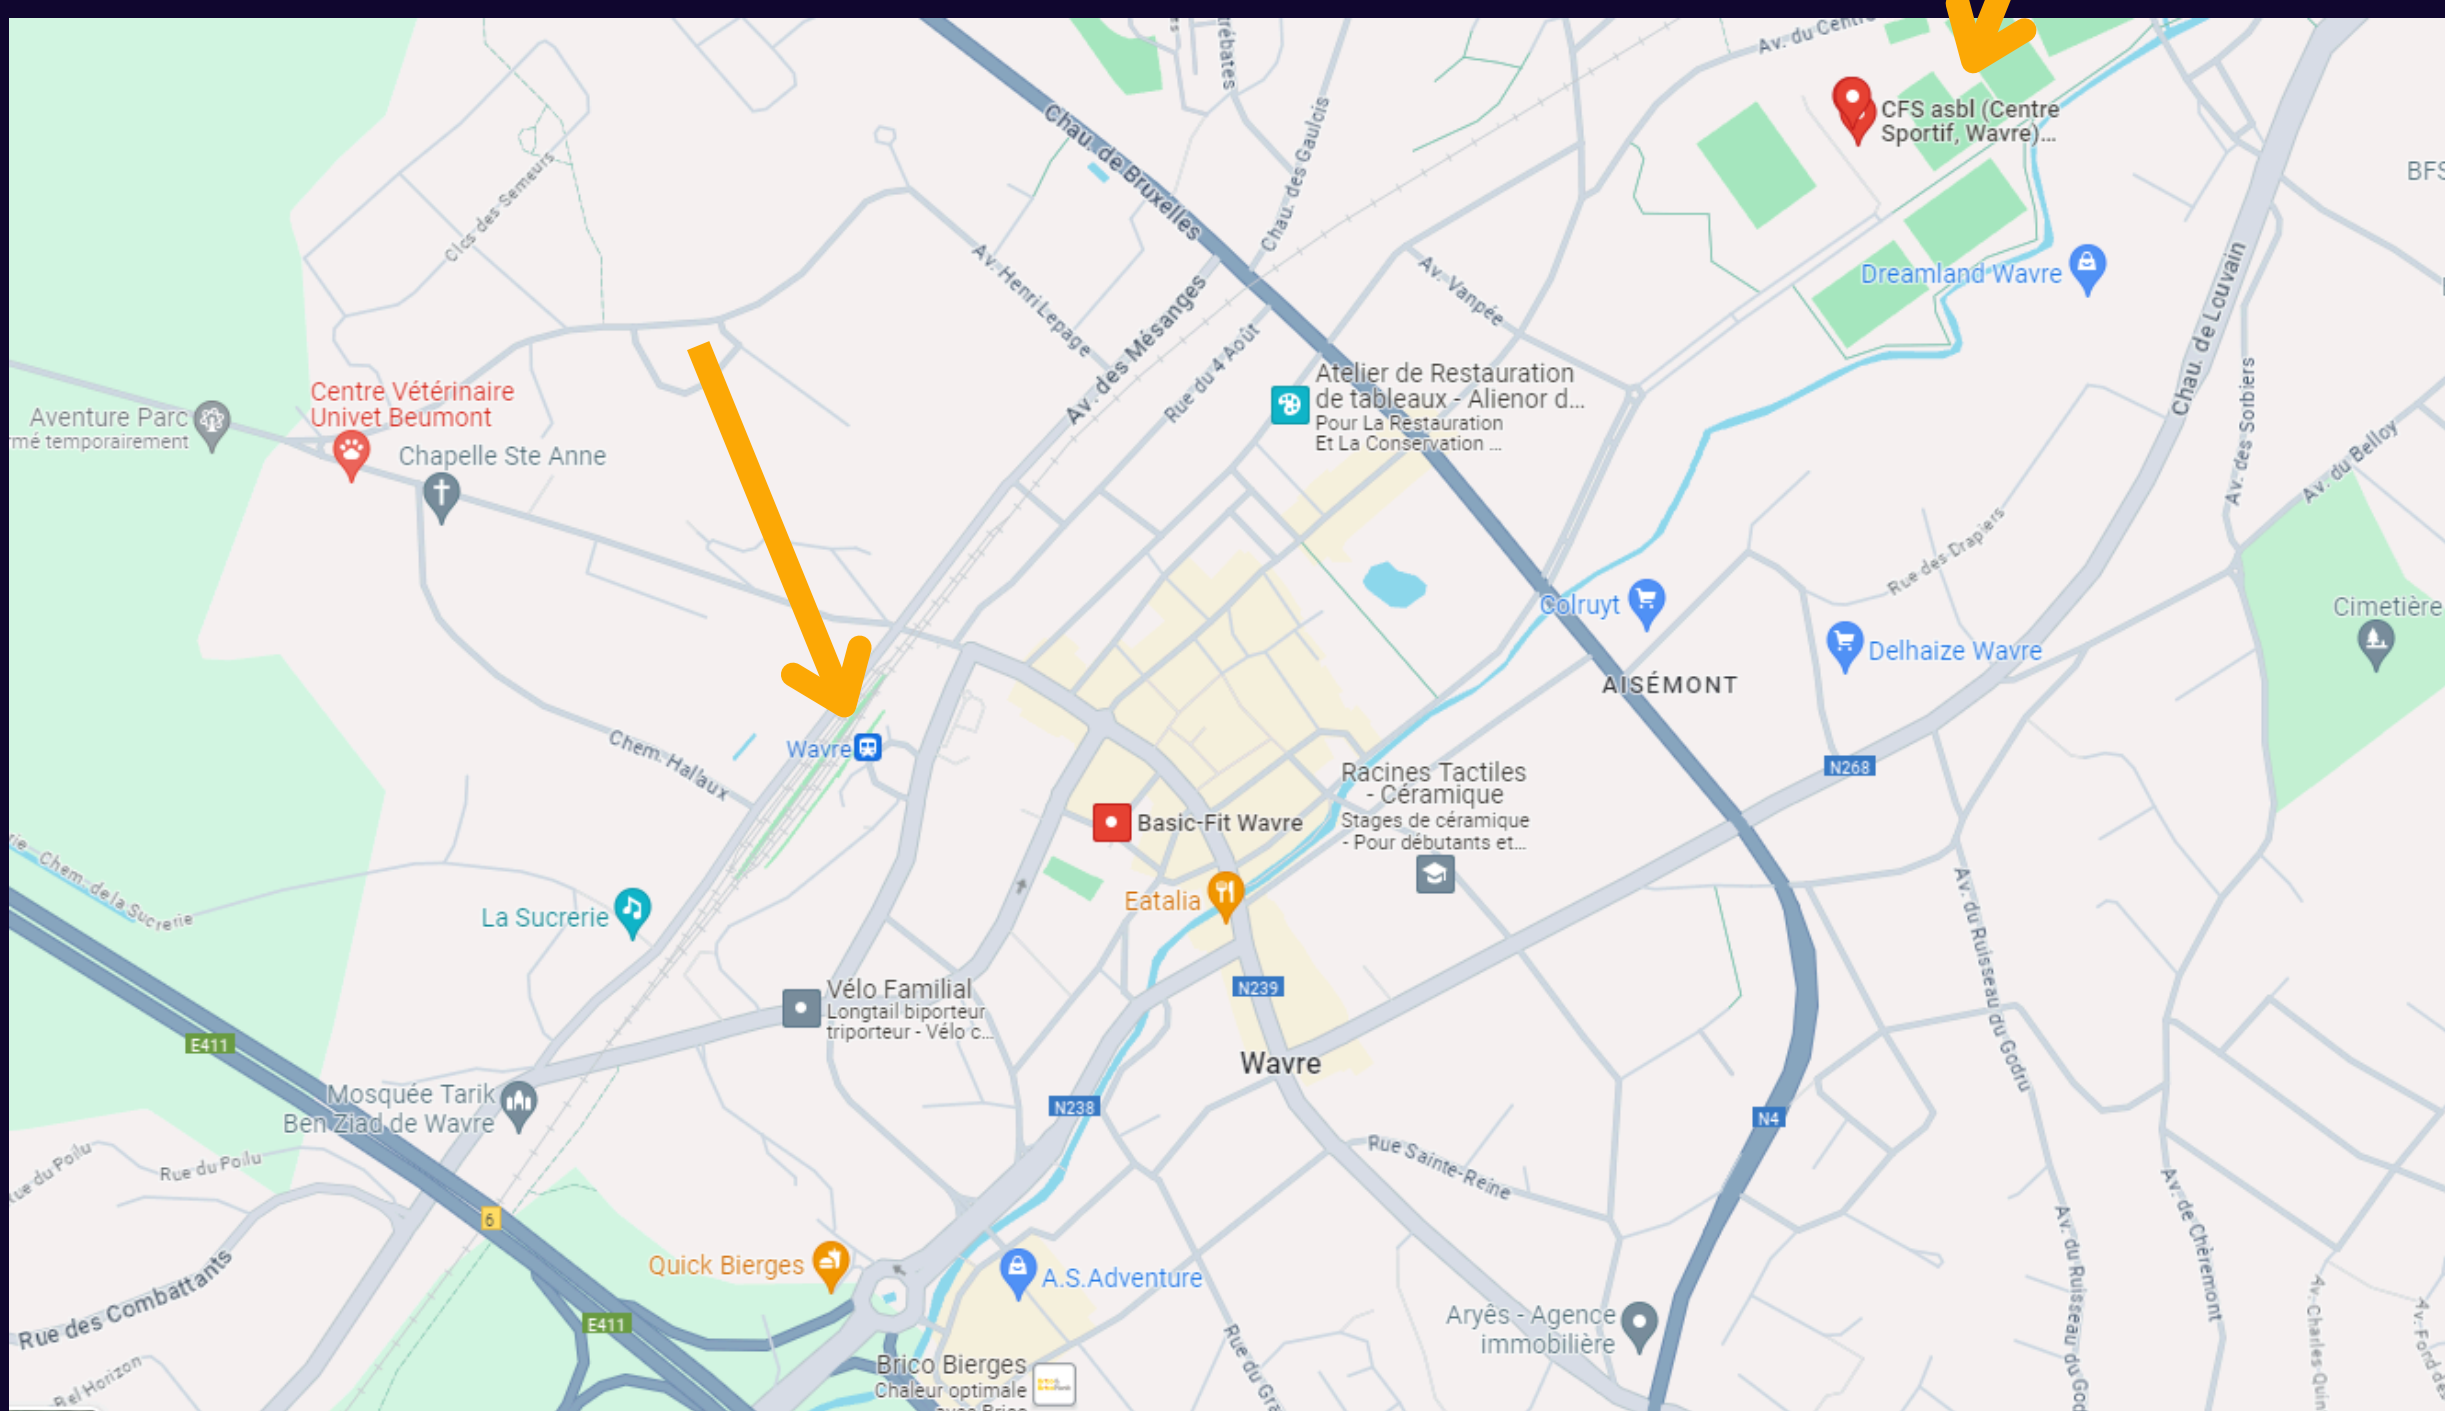 Av. du Centre
CFS asbl (Centre
Sportif, Wavre)...
Chau. de Bruxelles
Chau. des Gaulois
Clos des Semeurs
Av. Henri Lepage
Av. des Mésanges
Rue du 4 Août
Av. Vanpée
Dreamland Wavre
Chau. de Louvain
Av. des Sorbiers
Av. du Belloy
Aventure Parc
Centre Vétérinaire
Univet Beumont
Chapelle Ste Anne
Atelier de Restauration
de tableaux - Alienor d...
Pour La Restauration
Et La Conservation ...
Rue des Drapiers
Colruyt
Delhaize Wavre
Cimetière
AISÉMONT
Wavre
Chem. Hallaux
N268
Racines Tactiles
- Céramique
Stages de céramique
- Pour débutants et...
Basic-Fit Wavre
Eatalia
Chem. de la Sucrerie
La Sucrerie
Av. du Ruisseau du Godru
Vélo Familial
Longtail biporteur
triporteur - Vélo c...
N239
E411
Wavre
Mosquée Tarik
Ben Ziad de Wavre
N238
N4
Rue du Poilu
Rue Sainte-Reine
Av. de Chèremont
6
Quick Bierges
A.S.Adventure
Rue des Combattants
E411
Aryês - Agence
immobilière
Bel Horizon
Brico Bierges
Chaleur optimale